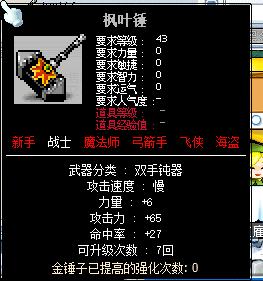 枫叶锤
要求等级： 43
要求力量： 0
要求敏捷： 0
要求智力： 0
要求运气： 0
要求人气度： -
道具等级： -
道具经验值： -
新手 战士 魔法师 弓箭手 飞侠 海盗
武器分类： 双手钝器
攻击速度： 慢
力量： +6
攻击力： +65
命中率： +27
可升级次数： 7回
金锤子已提高的强化次数: 0